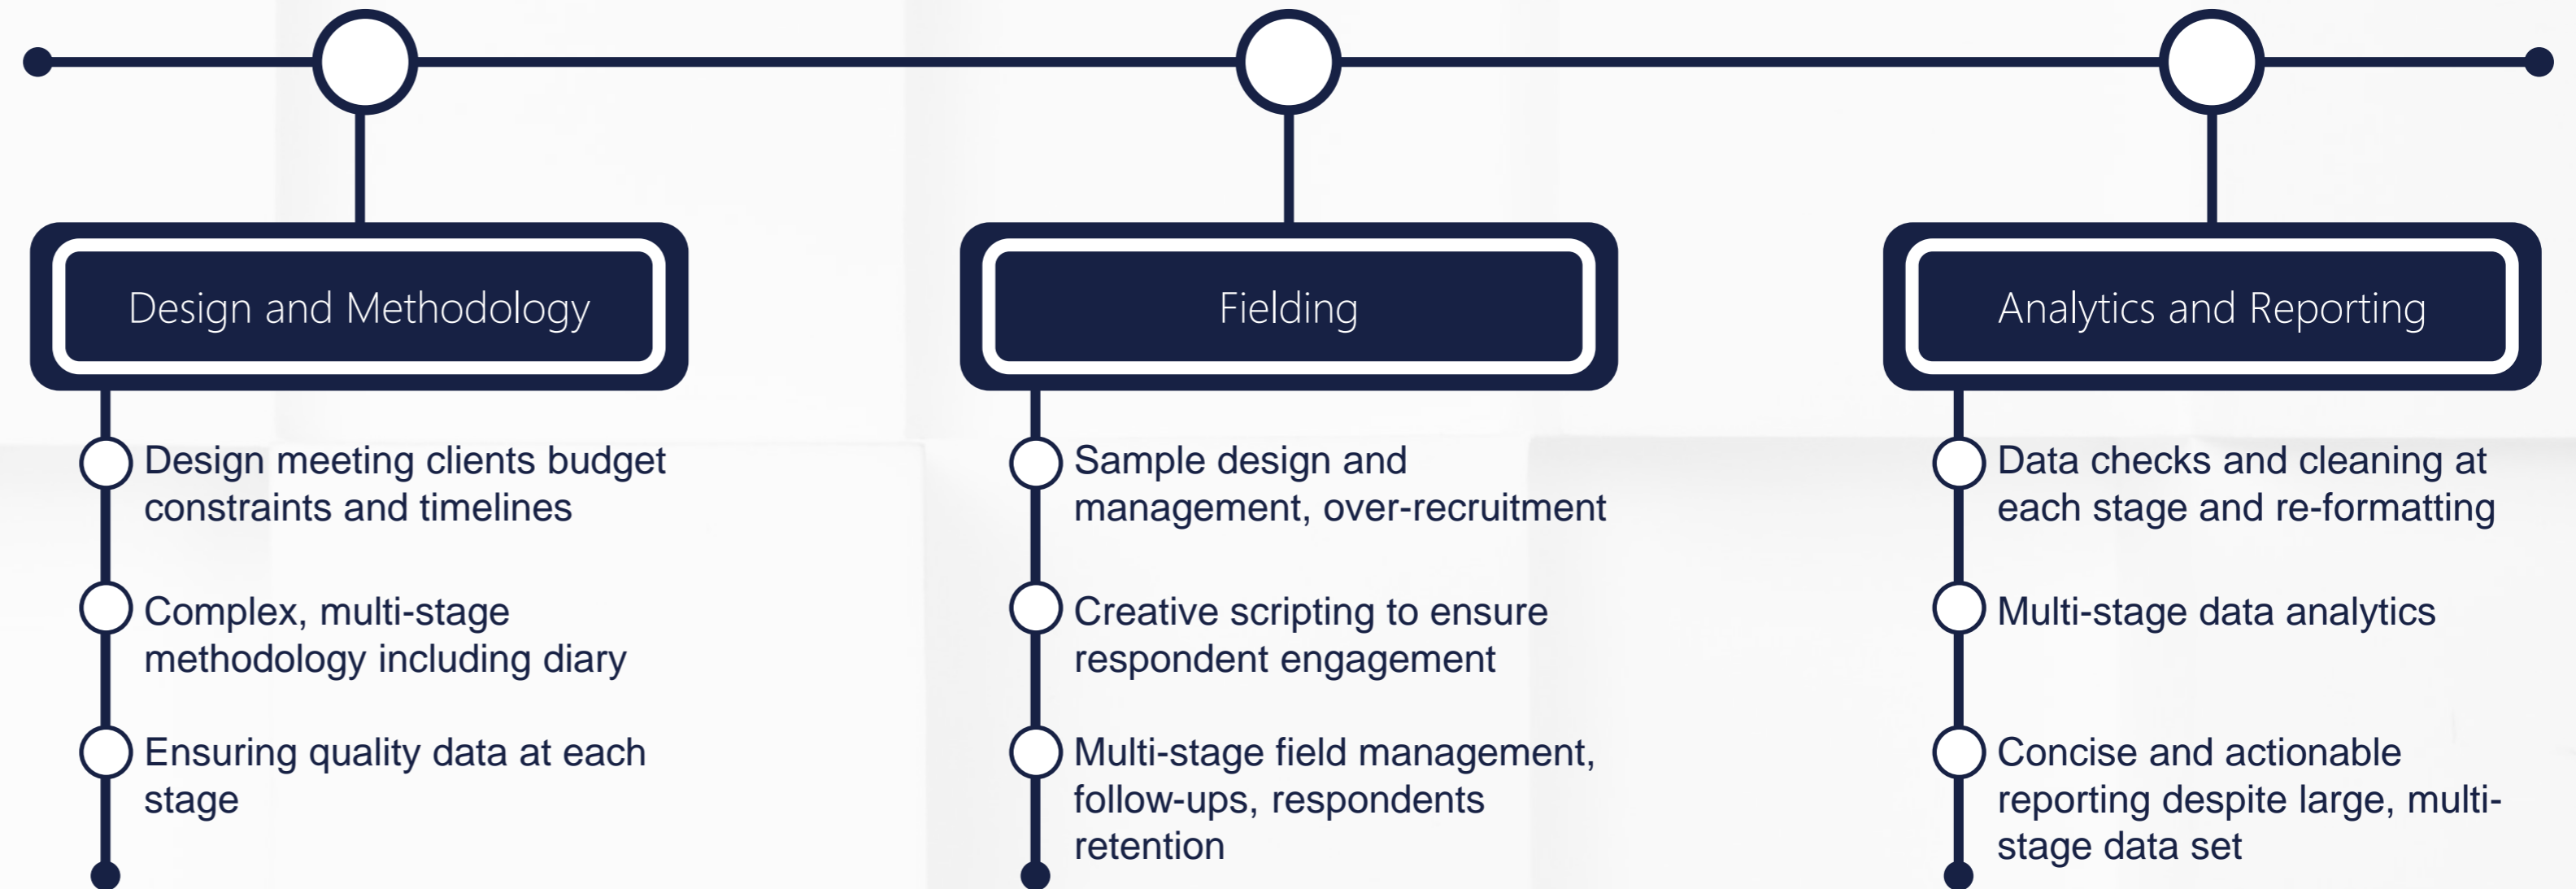 Design and Methodology
Design meeting clients budget
constraints and timelines
Complex, multi-stage
methodology including diary
Ensuring quality data at each
stage
Fielding
Sample design and
management, over-recruitment
Creative scripting to ensure
respondent engagement
Multi-stage field management,
follow-ups, respondents
retention
Analytics and Reporting
Data checks and cleaning at
each stage and re-formatting
Multi-stage data analytics
Concise and actionable
reporting despite large, multi-
stage data set